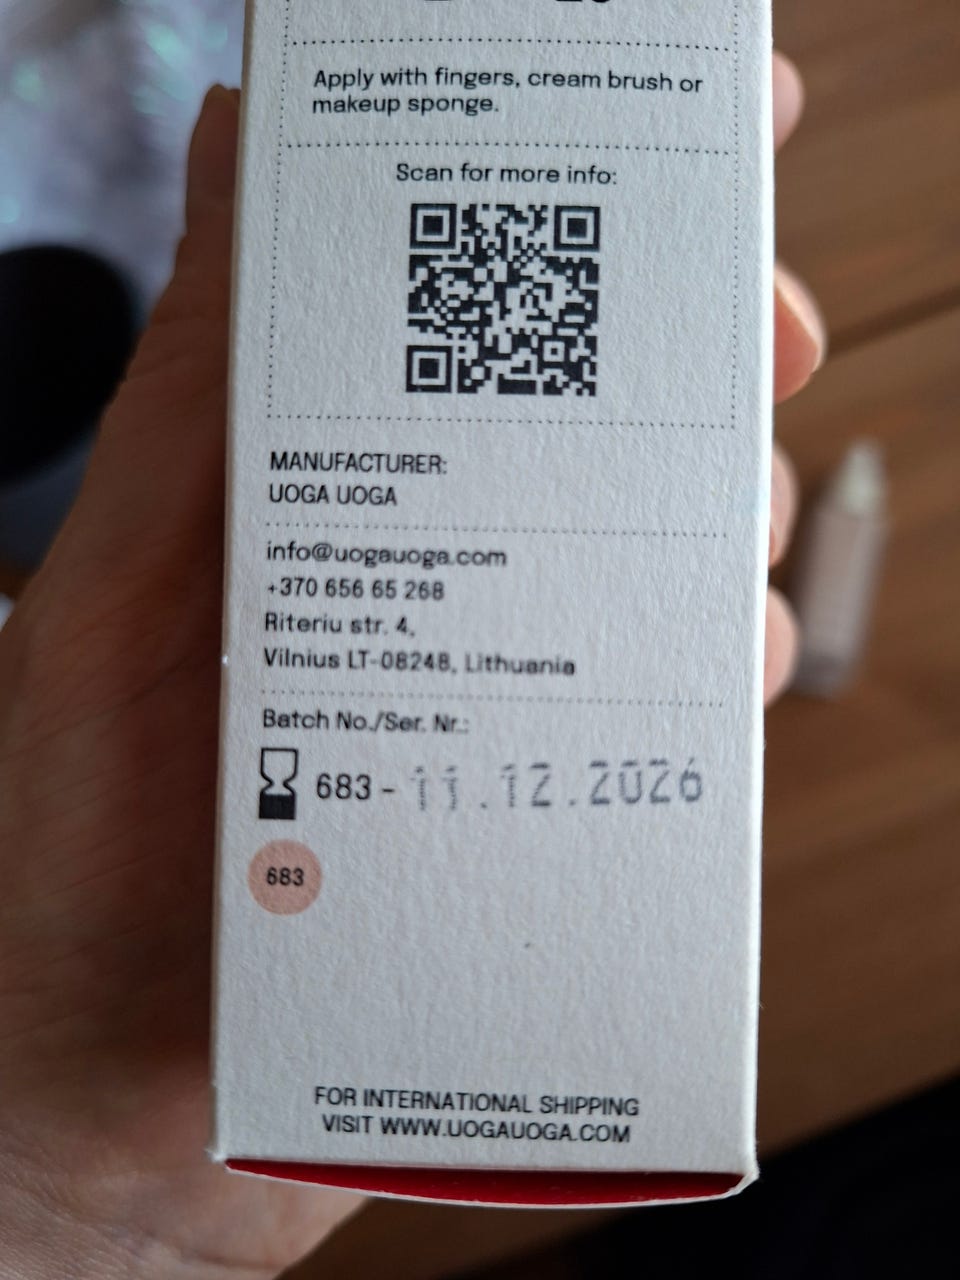 Apply with fingers, cream brush or
makeup sponge.
Scan for more info:
MANUFACTURER:
UOGA UOGA
info@uogauoga.com
+370 656 65 268
Riteriu str. 4,
Vilnius LT-08248, Lithuania
Batch No./Ser. Nr.:
683 - 11.12.2026
683
FOR INTERNATIONAL SHIPPING
VISIT WWW.UOGAUOGA.COM